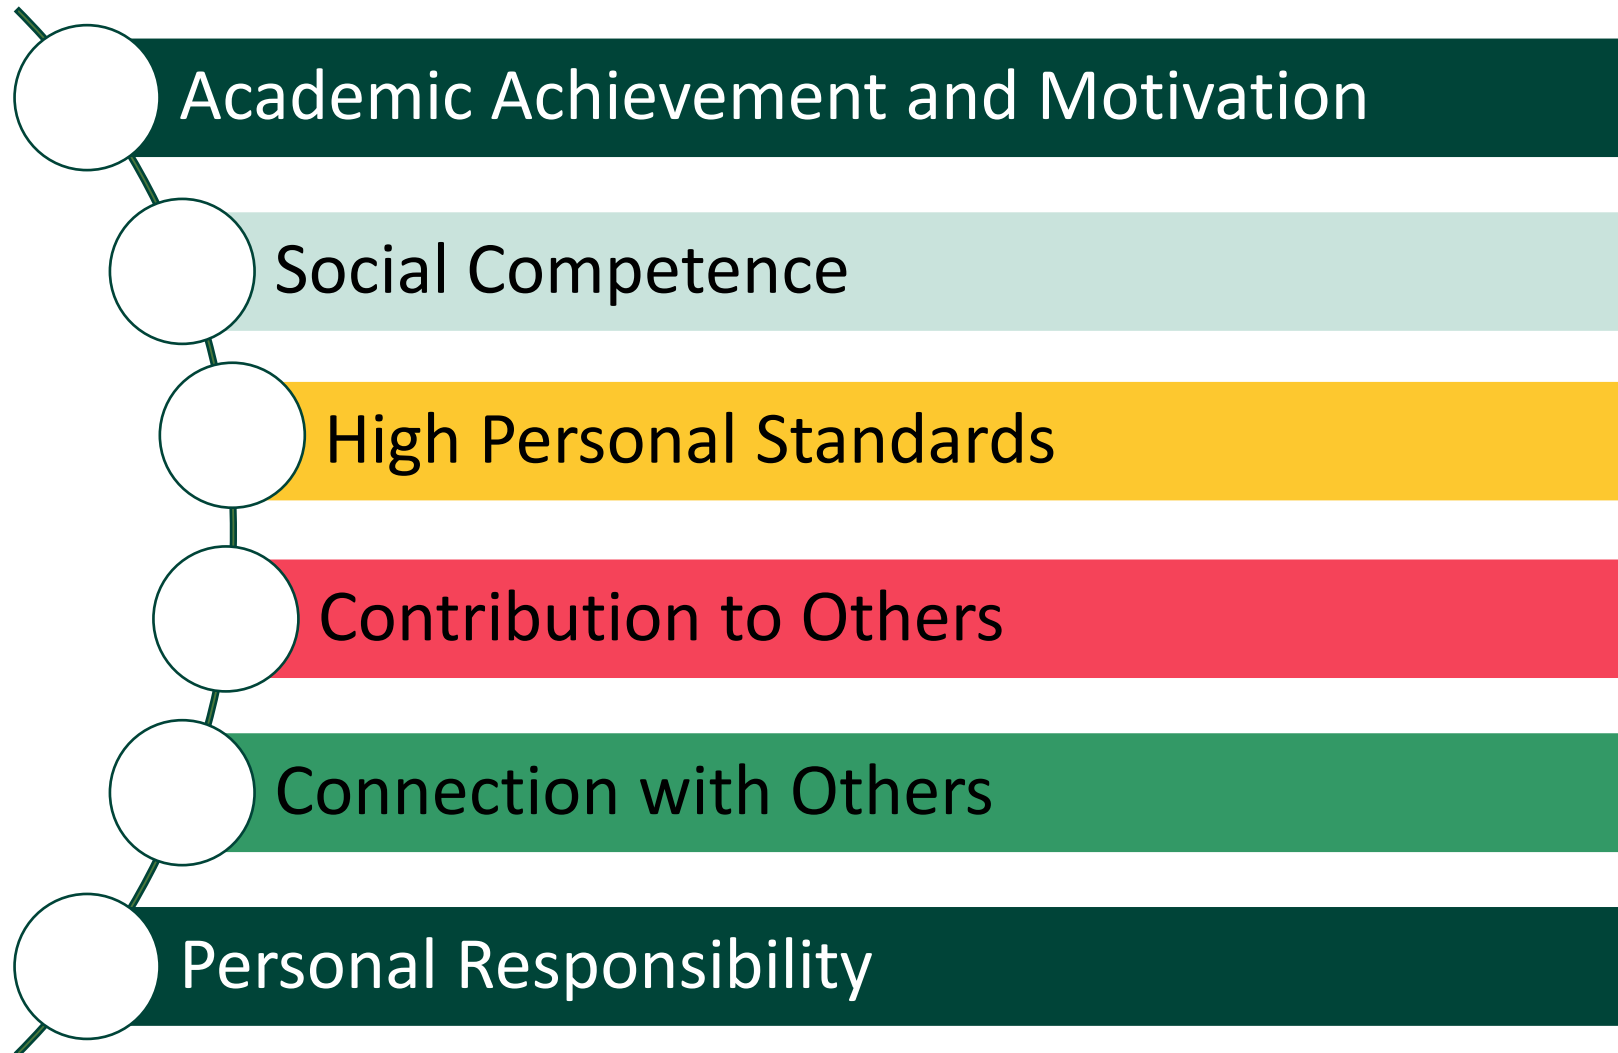 Academic Achievement and Motivation
Social Competence
High Personal Standards
Contribution to Others
Connection with Others
Personal Responsibility